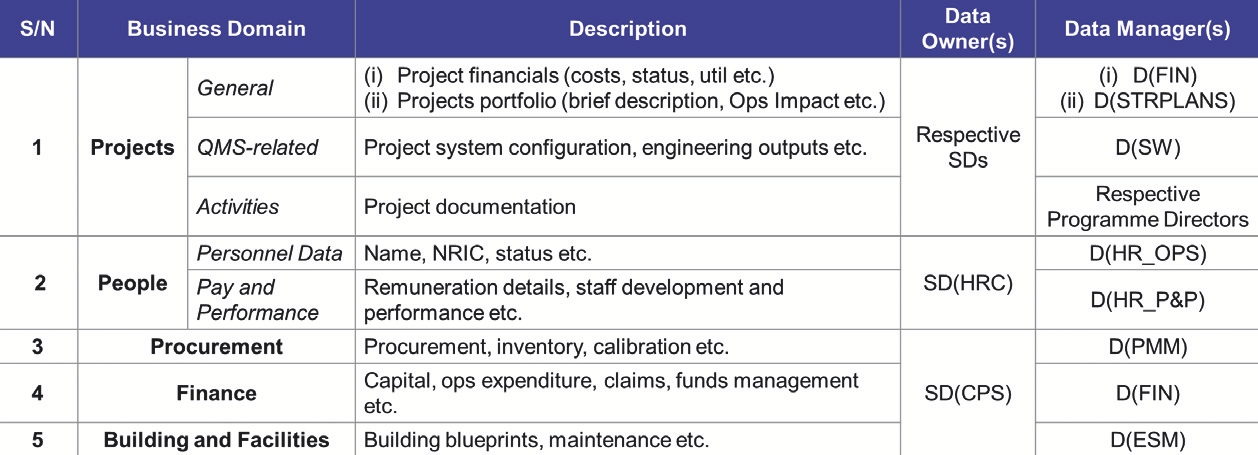 S/N Business Domain Description Data Owner(s) Data Manager(s)
1 Projects General (i) Project financials (costs, status, util etc.) (i) D(FIN)
(ii) Projects portfolio (brief description, Ops Impact etc.) (ii) D(STRPLANS)
QMS-related Project system configuration, engineering outputs etc. Respective SDs D(SW)
Activities Project documentation Respective
Programme Directors
2 People Personnel Data Name, NRIC, status etc. SD(HRC) D(HR_OPS)
Pay and Remuneration details, staff development and D(HR_P&P)
Performance performance etc.
3 Procurement Procurement, inventory, calibration etc. D(PMM)
4 Finance Capital, ops expenditure, claims, funds management SD(CPS) D(FIN)
etc.
5 Building and Facilities Building blueprints, maintenance etc. D(ESM)